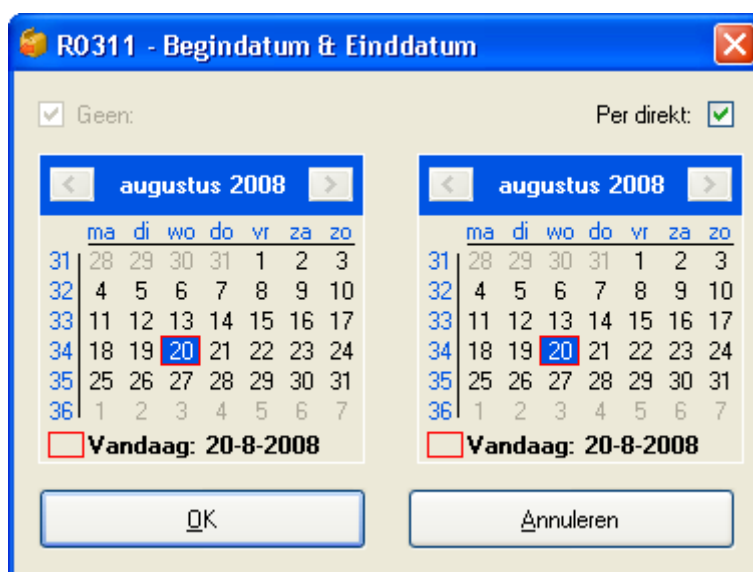 R0311 - Begindatum & Einddatum
Geen: Per direkt:
augustus 2008
ma di wo do vr za zo
31 28 29 30 31 1 2 3
32 4 5 6 7 8 9 10
33 11 12 13 14 15 16 17
34 18 19 20 21 22 23 24
35 25 26 27 28 29 30 31
36 1 2 3 4 5 6 7
Vandaag: 20-8-2008
augustus 2008
ma di wo do vr za zo
31 28 29 30 31 1 2 3
32 4 5 6 7 8 9 10
33 11 12 13 14 15 16 17
34 18 19 20 21 22 23 24
35 25 26 27 28 29 30 31
36 1 2 3 4 5 6 7
Vandaag: 20-8-2008
OK Annuleren